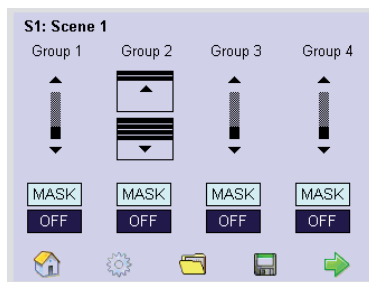 S1: Scene 1
Group 1 Group 2 Group 3 Group 4
MASK MASK MASK MASK
OFF OFF OFF OFF